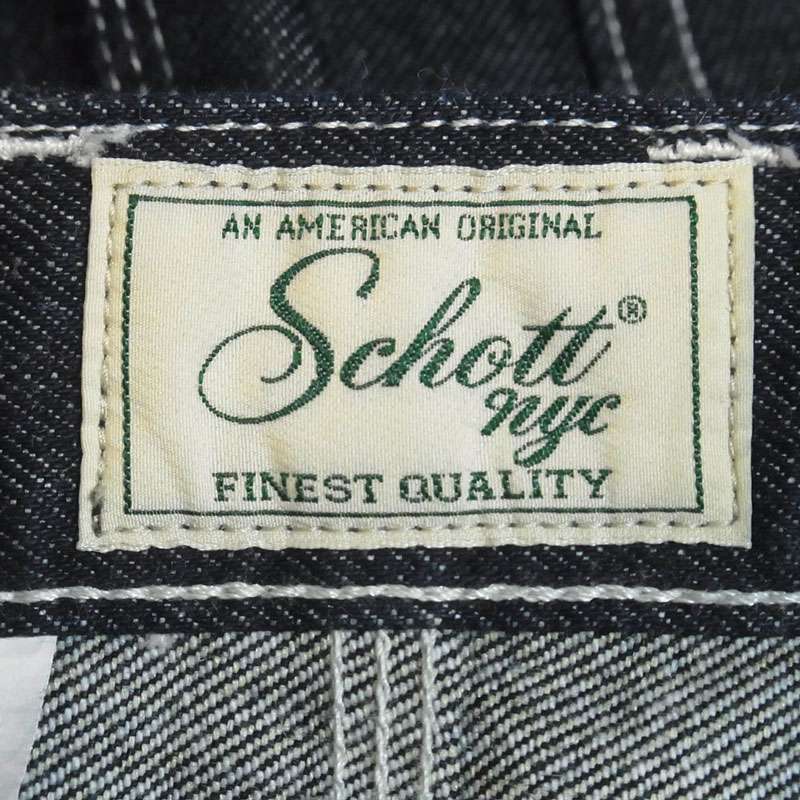 AN AMERICAN ORIGINAL
Schott®
nyc
FINEST QUALITY